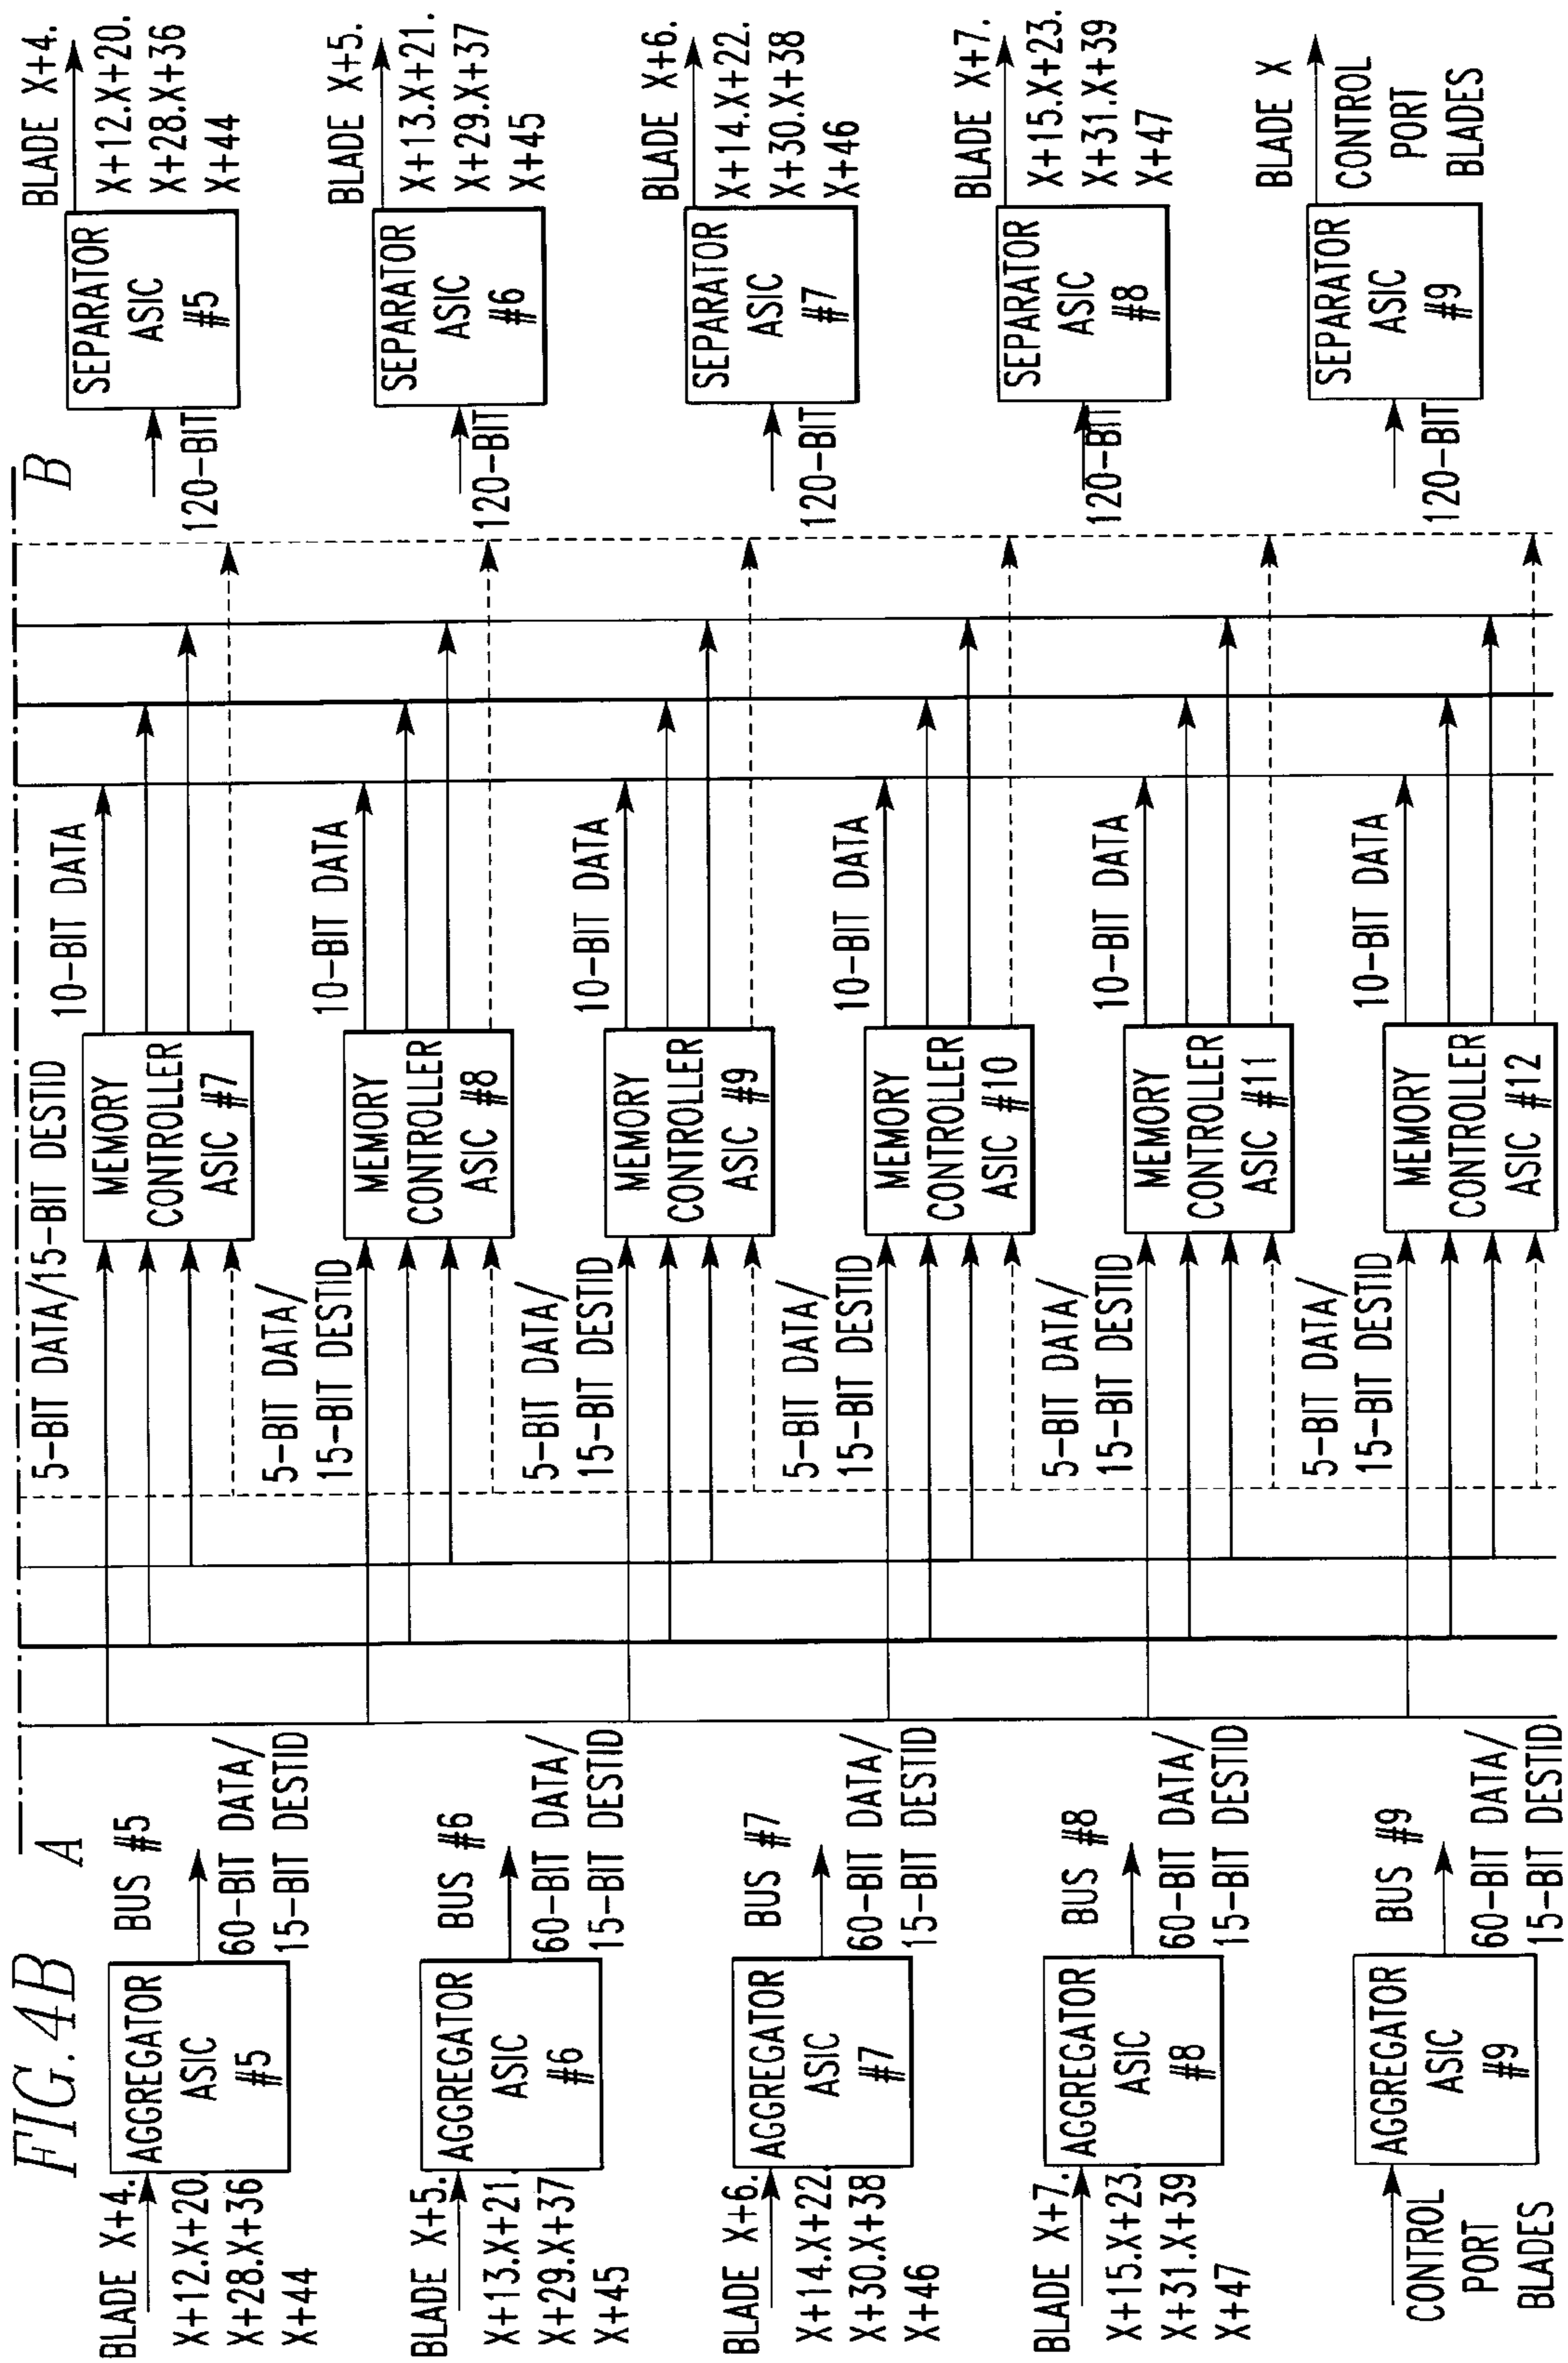 FIG. 4B
A
B
BLADE X+4.
X+12.X+20.
X+28.X+36
X+44
AGGREGATOR
ASIC
#5
BUS #5
60-BIT DATA/
15-BIT DESTID
BLADE X+5.
X+13.X+21.
X+29.X+37
X+45
AGGREGATOR
ASIC
#6
BUS #6
60-BIT DATA/
15-BIT DESTID
BLADE X+6.
X+14.X+22.
X+30.X+38
X+46
AGGREGATOR
ASIC
#7
BUS #7
60-BIT DATA/
15-BIT DESTID
BLADE X+7.
X+15.X+23.
X+31.X+39
X+47
AGGREGATOR
ASIC
#8
BUS #8
60-BIT DATA/
15-BIT DESTID
CONTROL
PORT
BLADES
AGGREGATOR
ASIC
#9
BUS #9
60-BIT DATA/
15-BIT DESTID
5-BIT DATA/15-BIT DESTID
MEMORY
CONTROLLER
ASIC #7
10-BIT DATA
5-BIT DATA/
15-BIT DESTID
MEMORY
CONTROLLER
ASIC #8
10-BIT DATA
5-BIT DATA/
15-BIT DESTID
MEMORY
CONTROLLER
ASIC #9
10-BIT DATA
5-BIT DATA/
15-BIT DESTID
MEMORY
CONTROLLER
ASIC #10
10-BIT DATA
5-BIT DATA/
15-BIT DESTID
MEMORY
CONTROLLER
ASIC #11
10-BIT DATA
5-BIT DATA/
15-BIT DESTID
MEMORY
CONTROLLER
ASIC #12
10-BIT DATA
120-BIT
SEPARATOR
ASIC
#5
BLADE X+4.
X+12.X+20.
X+28.X+36
X+44
120-BIT
SEPARATOR
ASIC
#6
BLADE X+5.
X+13.X+21.
X+29.X+37
X+45
120-BIT
SEPARATOR
ASIC
#7
BLADE X+6.
X+14.X+22.
X+30.X+38
X+46
120-BIT
SEPARATOR
ASIC
#8
BLADE X+7.
X+15.X+23.
X+31.X+39
X+47
120-BIT
SEPARATOR
ASIC
#9
BLADE X
CONTROL
PORT
BLADES